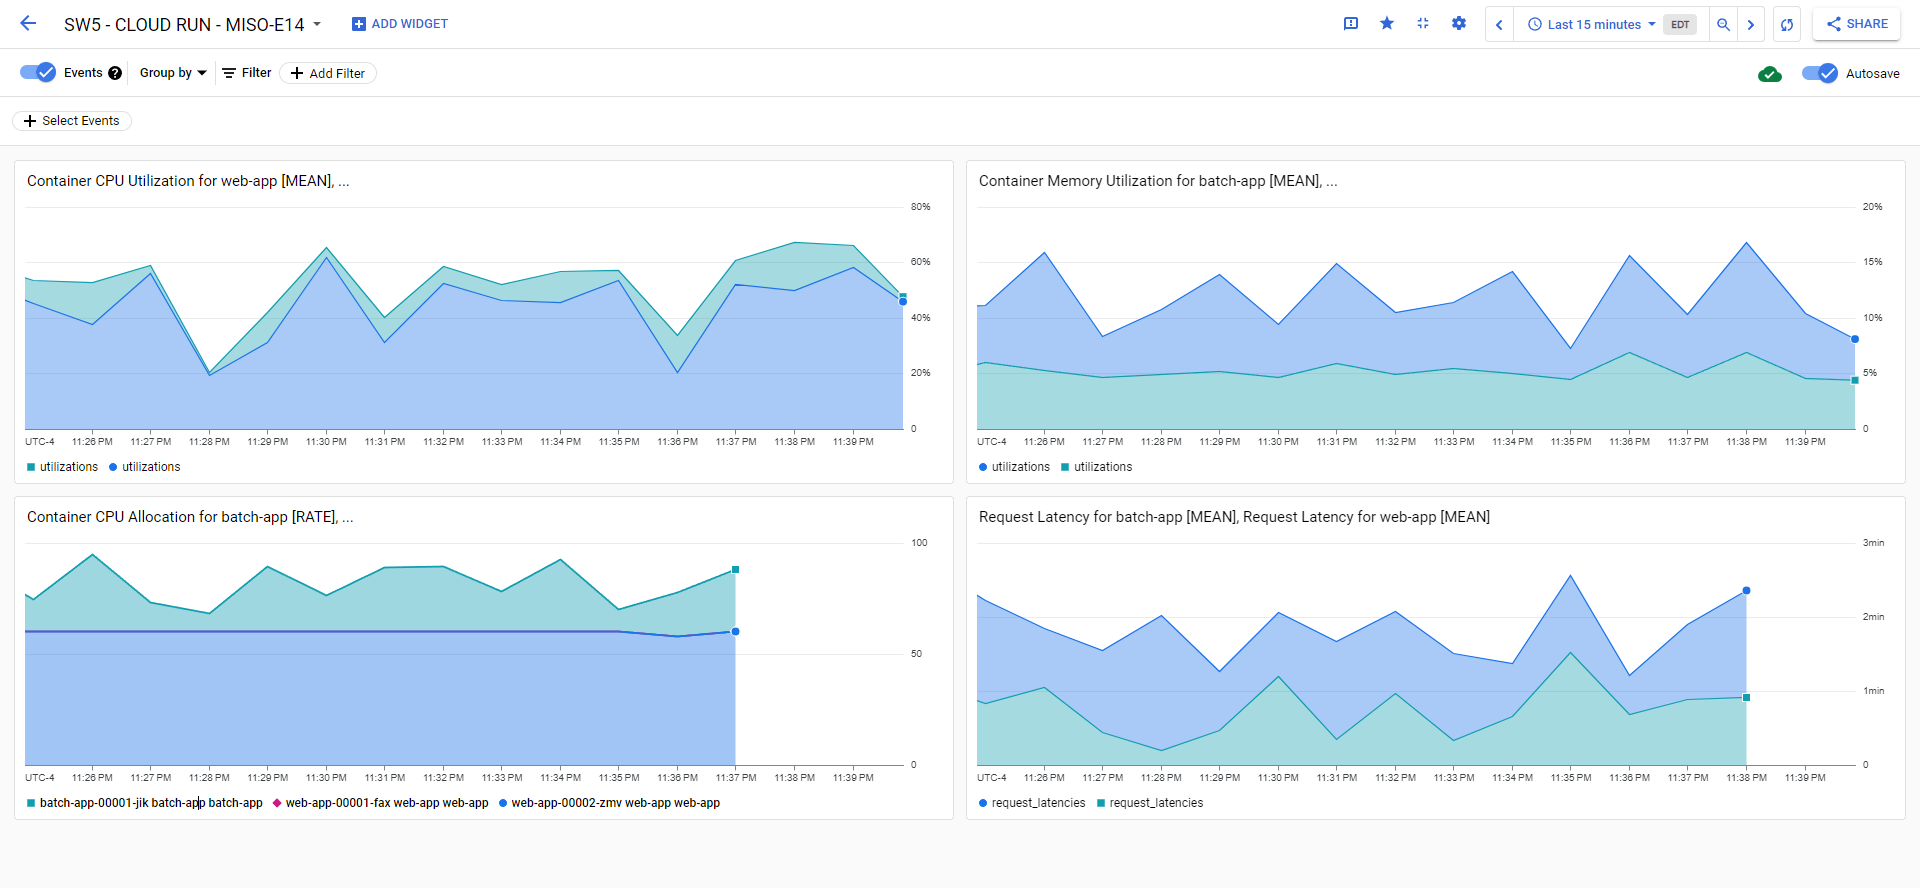 SW5 - CLOUD RUN - MISO-E14
ADD WIDGET
Last 15 minutes
EDT
SHARE
Events
Group by
Filter
Add Filter
Autosave
Select Events
Container CPU Utilization for web-app [MEAN], ...
80%
60%
40%
20%
0
UTC-4 11:26 PM 11:27 PM 11:28 PM 11:29 PM 11:30 PM 11:31 PM 11:32 PM 11:33 PM 11:34 PM 11:35 PM 11:36 PM 11:37 PM 11:38 PM 11:39 PM
utilizations utilizations
Container Memory Utilization for batch-app [MEAN], ...
20%
15%
10%
5%
0
UTC-4 11:26 PM 11:27 PM 11:28 PM 11:29 PM 11:30 PM 11:31 PM 11:32 PM 11:33 PM 11:34 PM 11:35 PM 11:36 PM 11:37 PM 11:38 PM 11:39 PM
utilizations utilizations
Container CPU Allocation for batch-app [RATE], ...
100
50
0
UTC-4 11:26 PM 11:27 PM 11:28 PM 11:29 PM 11:30 PM 11:31 PM 11:32 PM 11:33 PM 11:34 PM 11:35 PM 11:36 PM 11:37 PM 11:38 PM 11:39 PM
batch-app-00001-jik batch-app batch-app web-app-00001-fax web-app web-app web-app-00002-zmv web-app web-app
Request Latency for batch-app [MEAN], Request Latency for web-app [MEAN]
3min
2min
1min
0
UTC-4 11:26 PM 11:27 PM 11:28 PM 11:29 PM 11:30 PM 11:31 PM 11:32 PM 11:33 PM 11:34 PM 11:35 PM 11:36 PM 11:37 PM 11:38 PM 11:39 PM
request_latencies request_latencies